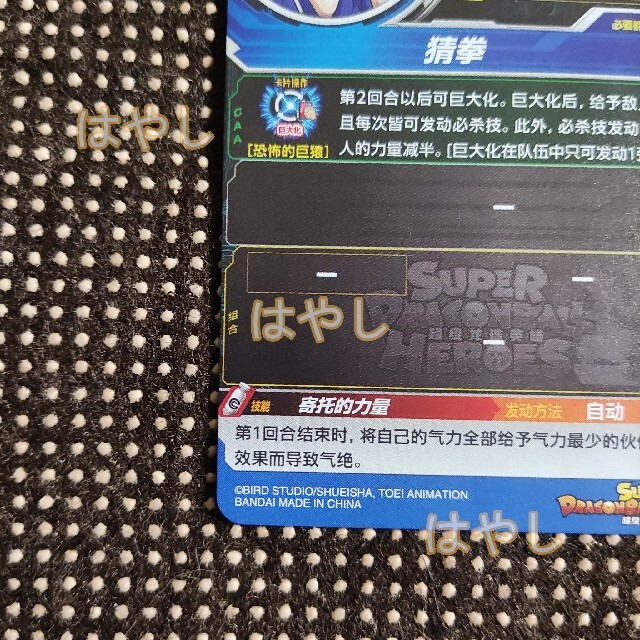 必要能
猜拳
卡片操作
巨大化
CAA
[恐怖的巨猿]
第2回合以后可巨大化。巨大化后，给予敌
且每次皆可发动必杀技。此外，必杀技发动
人的力量减半。[巨大化在队伍中只可发动1
はやし
组合
SUPER
DRAGONBALL
HEROES
はやし
技能
寄托的力量
发动方法
自动
第1回合结束时，将自己的气力全部给予气力最少的伙
效果而导致气绝。
©BIRD STUDIO/SHUEISHA, TOEI ANIMATION
BANDAI MADE IN CHINA
DRAGONB
はやし